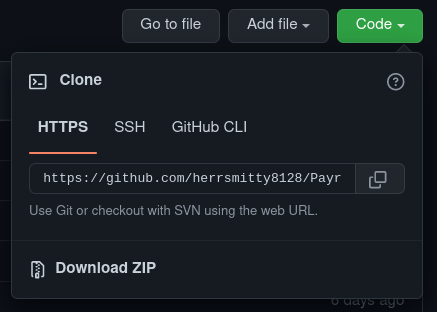 Go to file Add file Code
Clone
HTTPS SSH GitHub CLI
https://github.com/herrsmitty8128/Payr
Use Git or checkout with SVN using the web URL.
Download ZIP
6 days ago